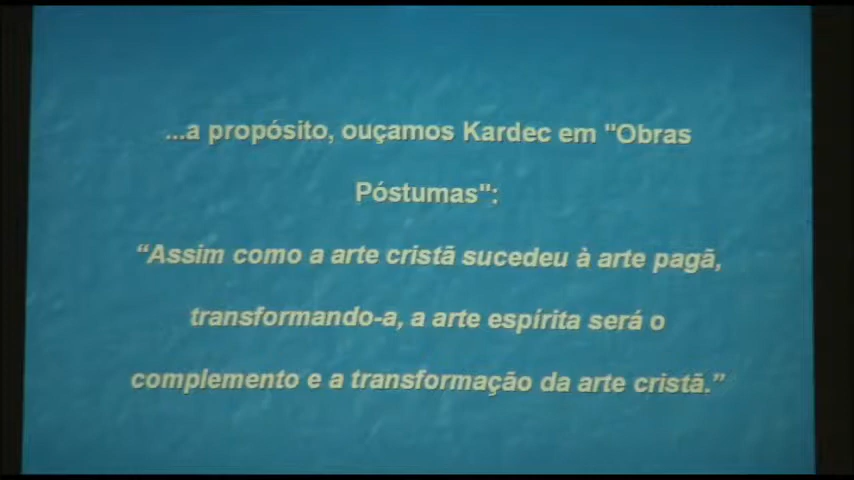 ...a propósito, ouçamos Kardec em "Obras
Póstumas":
“Assim como a arte cristã sucedeu à arte pagã,
transformando-a, a arte espírita será o
complemento e a transformação da arte cristã.”